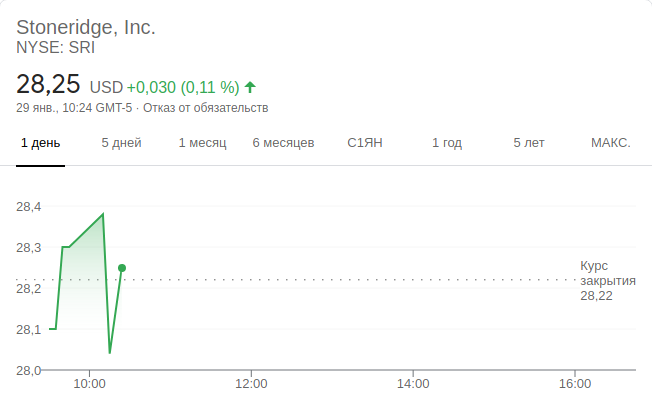 Stoneridge, Inc.
NYSE: SRI
28,25 USD +0,030 (0,11 %)
29 янв., 10:24 GMT-5 · Отказ от обязательств
1 день 5 дней 1 месяц 6 месяцев С1ЯН 1 год 5 лет МАКС.
28,4
28,3
Курс
закрытия
28,22
28,2
28,1
28,0
10:00 12:00 14:00 16:00